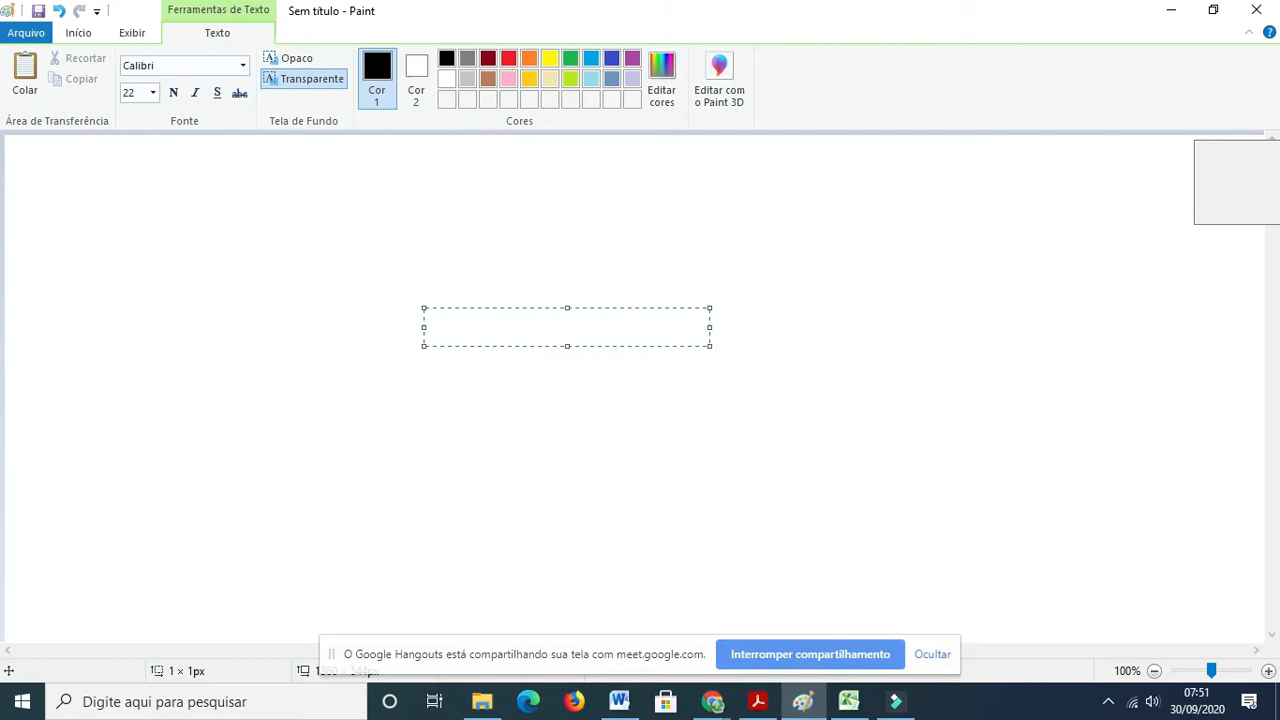 Ferramentas de Texto
Sem título - Paint
Arquivo
Início
Exibir
Texto
Colar
Recortar
Copiar
Área de Transferência
Calibri
22
N
I
S
abc
Fonte
Opaco
Transparente
Tela de Fundo
Cor
1
Cor
2
Cores
Editar
cores
Editar com
o Paint 3D
O Google Hangouts está compartilhando sua tela com meet.google.com.
Interromper compartilhamento
Ocultar
1 × 1px
1360 × 544px
100%
Digite aqui para pesquisar
07:51
30/09/2020